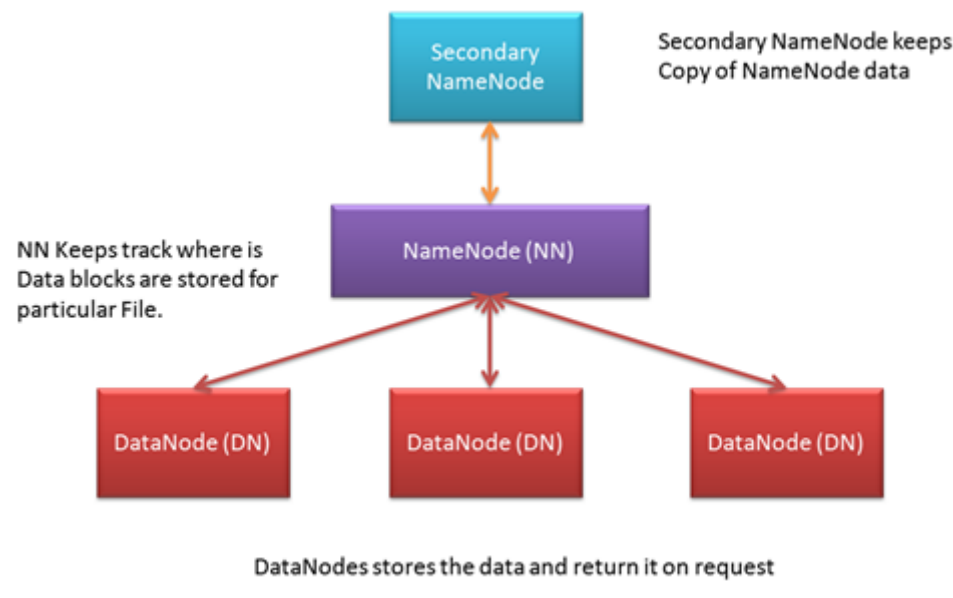 Secondary
NameNode
Secondary NameNode keeps
Copy of NameNode data
NameNode (NN)
NN Keeps track where is
Data blocks are stored for
particular File.
DataNode (DN)
DataNode (DN)
DataNode (DN)
DataNodes stores the data and return it on request